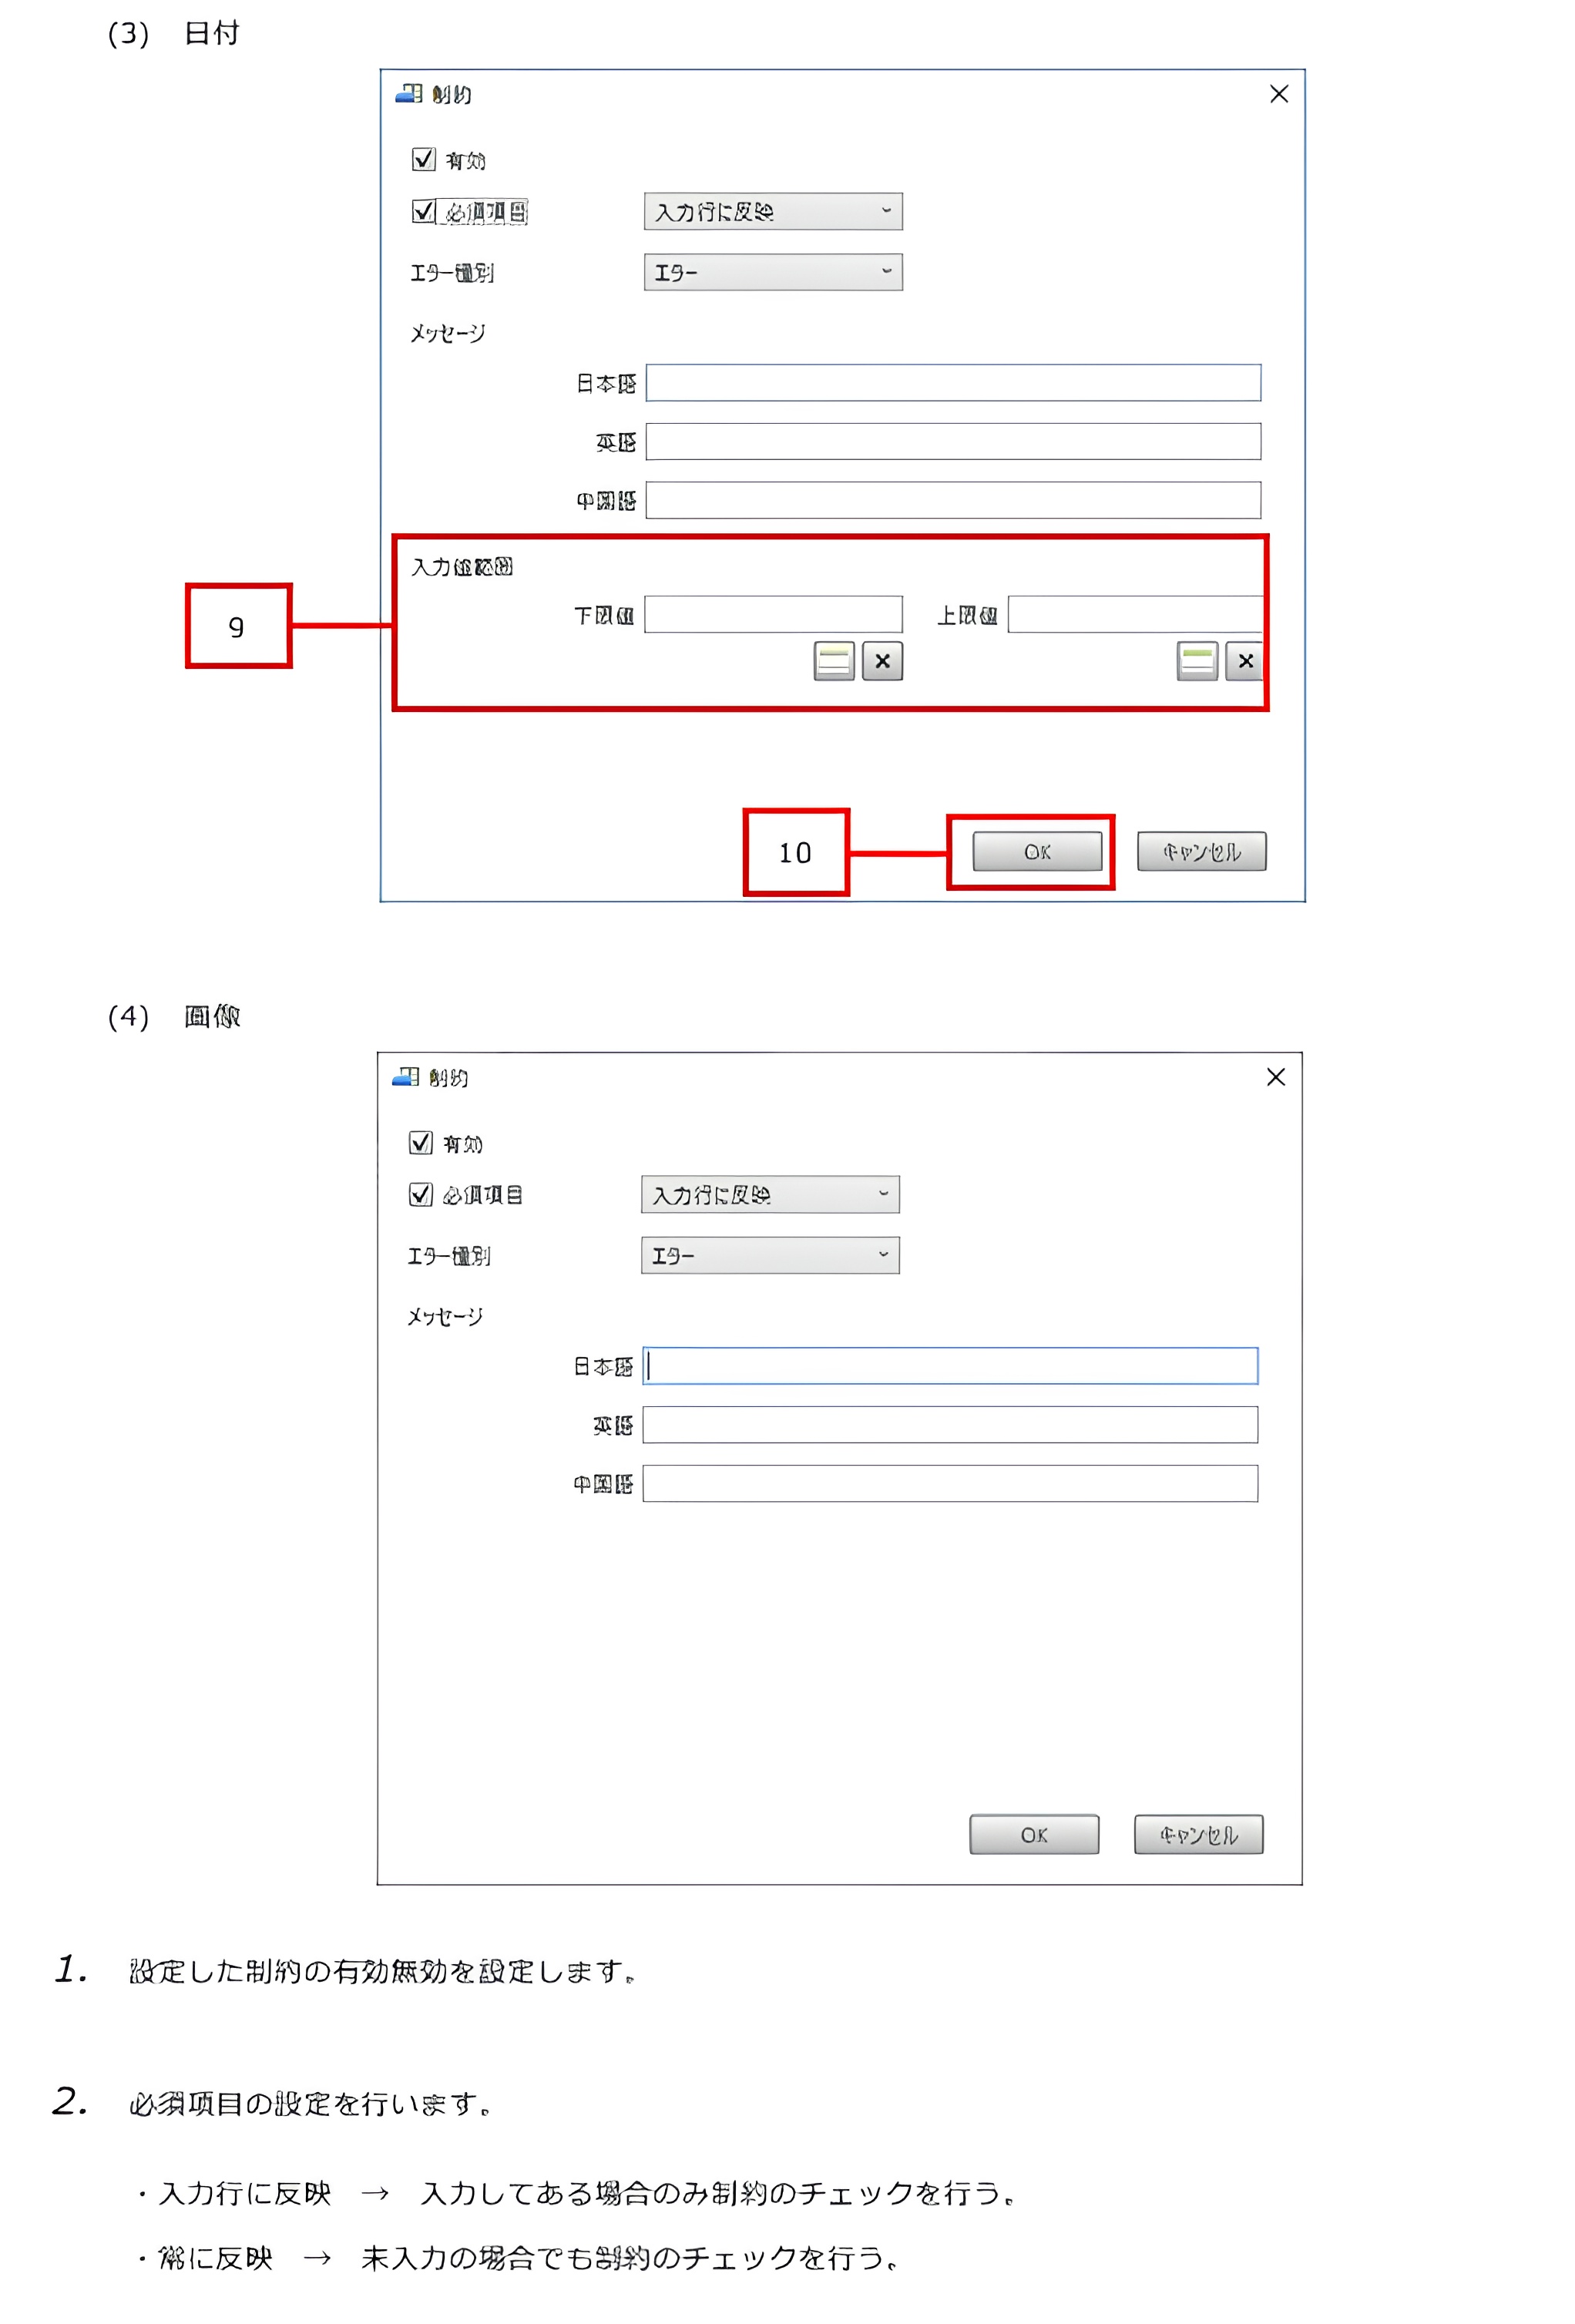 (3) 日付
制約
有効
必須項目 入力行に反映
エラー種別 エラー
メッセージ
日本語
英語
中国語
入力値範囲
9
下限値 上限値
10
OK キャンセル
(4) 画像
制約
有効
必須項目 入力行に反映
エラー種別 エラー
メッセージ
日本語
英語
中国語
OK キャンセル
1. 設定した制約の有効無効を設定します。
2. 必須項目の設定を行います。
・入力行に反映 → 入力してある場合のみ制約のチェックを行う。
・常に反映 → 未入力の場合でも制約のチェックを行う。